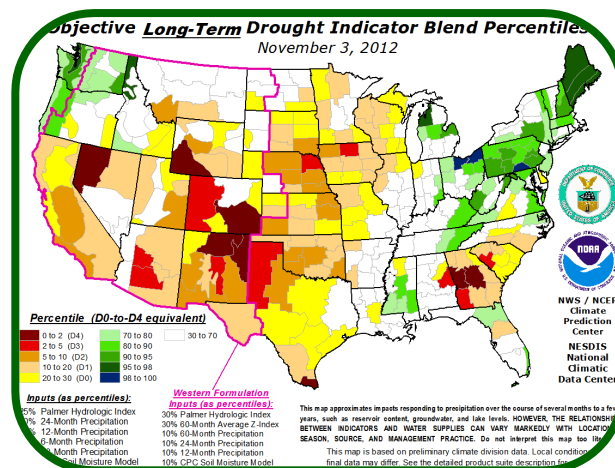 Objective Long-Term Drought Indicator Blend Percentiles
November 3, 2012
NWS / NCEP
Climate
Prediction
Center
NESDIS
National
Climatic
Data Center
NOAA
Percentile (D0-to-D4 equivalent)
0 to 2 (D4)
2 to 5 (D3)
5 to 10 (D2)
10 to 20 (D1)
20 to 30 (D0)
70 to 80
80 to 90
90 to 95
95 to 98
98 to 100
30 to 70
Inputs (as percentiles):
Palmer Hydrologic Index
24-Month Precipitation
12-Month Precipitation
6-Month Precipitation
Month Precipitation
Soil Moisture Model
Western Formulation
Inputs (as percentiles):
30% Palmer Hydrologic Index
30% 60-Month Average Z-Index
10% 60-Month Precipitation
10% 24-Month Precipitation
10% 12-Month Precipitation
10% CPC Soil Moisture Model
This map approximates impacts responding to precipitation over the course of several months to a few
years, such as reservoir content, groundwater, and lake levels. HOWEVER, THE RELATIONSHIP
BETWEEN INDICATORS AND WATER SUPPLIES CAN VARY MARKEDLY WITH LOCATION,
SEASON, SOURCE, AND MANAGEMENT PRACTICE. Do not interpret this map too
This map is based on preliminary climate division data. Local conditions
final data may differ. See the detailed product suite description for